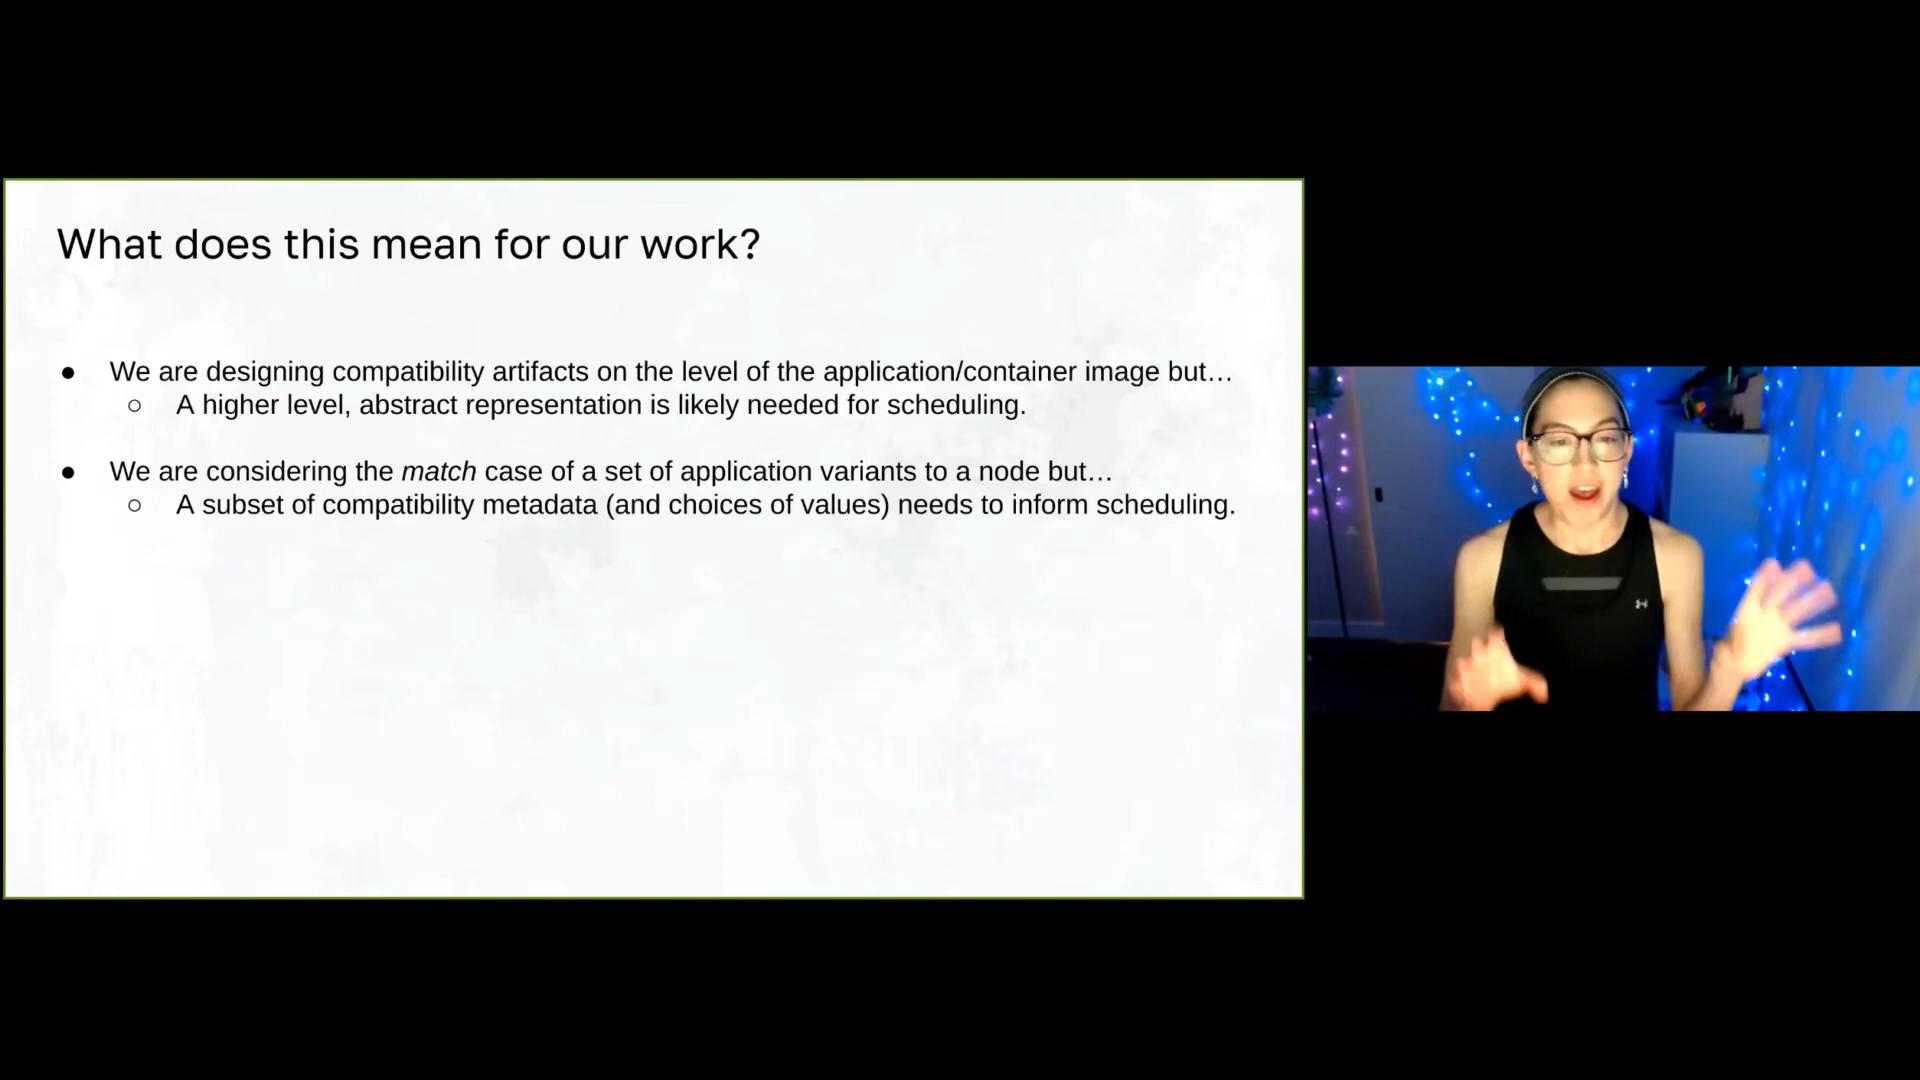 What does this mean for our work?
● We are designing compatibility artifacts on the level of the application/container image but…
○ A higher level, abstract representation is likely needed for scheduling.
● We are considering the match case of a set of application variants to a node but…
○ A subset of compatibility metadata (and choices of values) needs to inform scheduling.